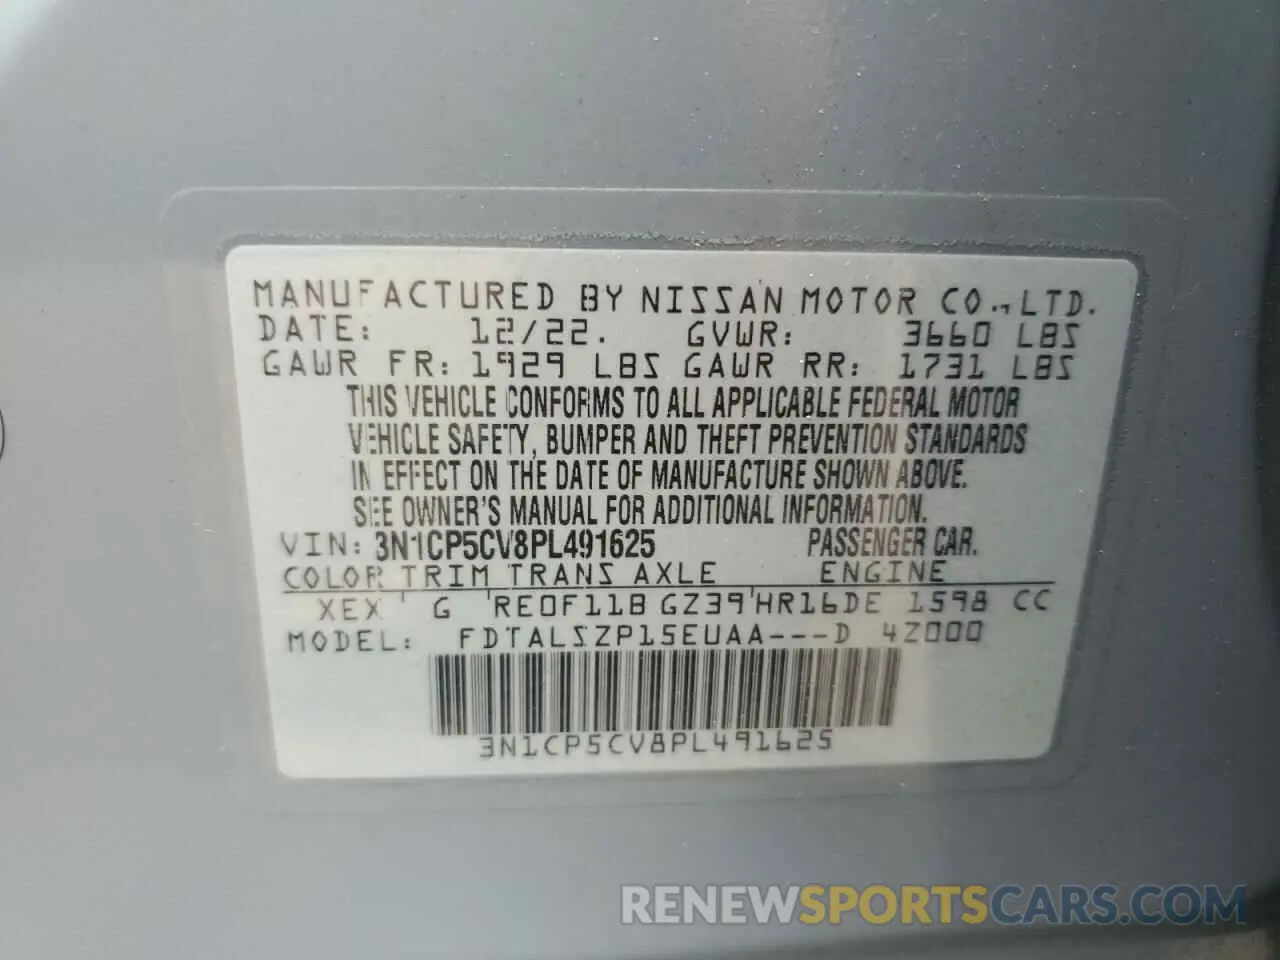 MANUFACTURED BY NISSAN MOTOR CO.,LTD.
DATE: 12/22. GVWR: 3660 LBS
GAWR FR: 1929 LBS GAWR RR: 1731 LBS
THIS VEHICLE CONFORMS TO ALL APPLICABLE FEDERAL MOTOR
VEHICLE SAFETY, BUMPER AND THEFT PREVENTION STANDARDS
IN EFFECT ON THE DATE OF MANUFACTURE SHOWN ABOVE.
SEE OWNER'S MANUAL FOR ADDITIONAL INFORMATION.
VIN: 3N1CP5CV8PL491625 PASSENGER CAR.
COLOR TRIM TRANS AXLE ENGINE
XEX G RE0F11B GZ39 HR16DE 1598 CC
MODEL: FDTALSZP15EUAA---D 4Z000
3N1CP5CV8PL491625
RENEWSPORTSCARS.COM